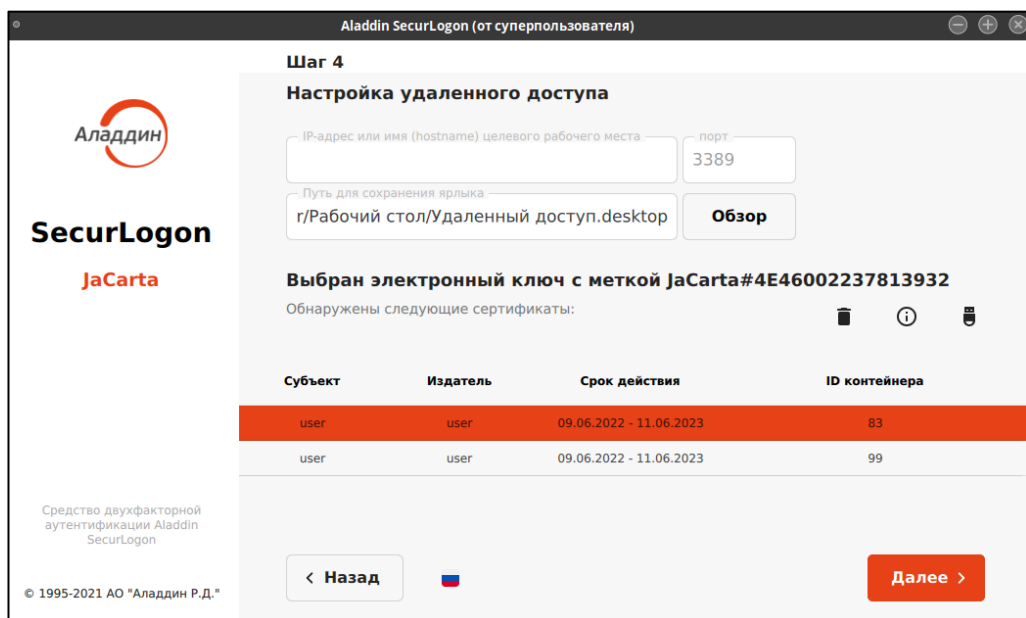 Aladdin SecurLogon (от суперпользователя)
Шаг 4
Настройка удаленного доступа
Аладдин
SecurLogon
JaCarta
IP-адрес или имя (hostname) целевого рабочего места
порт
3389
Путь для сохранения ярлыка
r/Рабочий стол/Удаленный доступ.desktop
Обзор
Выбран электронный ключ с меткой JaCarta#4E46002237813932
Обнаружены следующие сертификаты:
Субъект Издатель Срок действия ID контейнера
user user 09.06.2022 - 11.06.2023 83
user user 09.06.2022 - 11.06.2023 99
Средство двухфакторной
аутентификации Aladdin
SecurLogon
© 1995-2021 АО "Аладдин Р.Д."
Назад
Далее